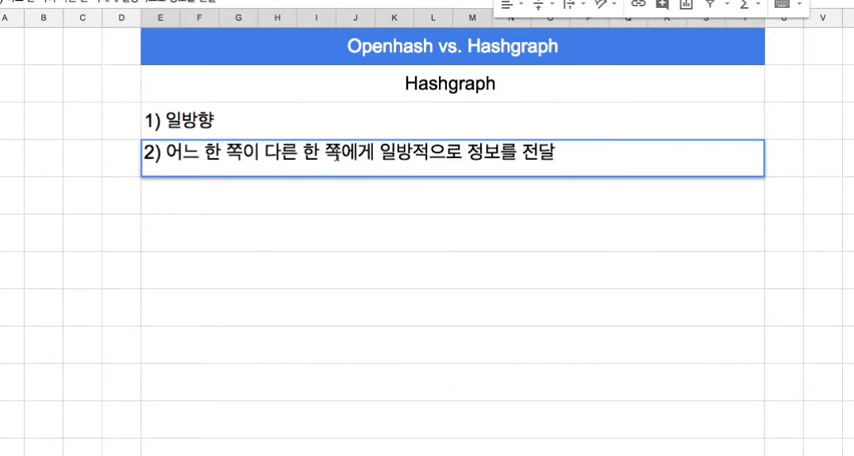 A B C D E F G H I J K L M N O P Q R S T U V
Openhash vs. Hashgraph
Hashgraph
1) 일방향
2) 어느 한 쪽이 다른 한 쪽에게 일방적으로 정보를 전달